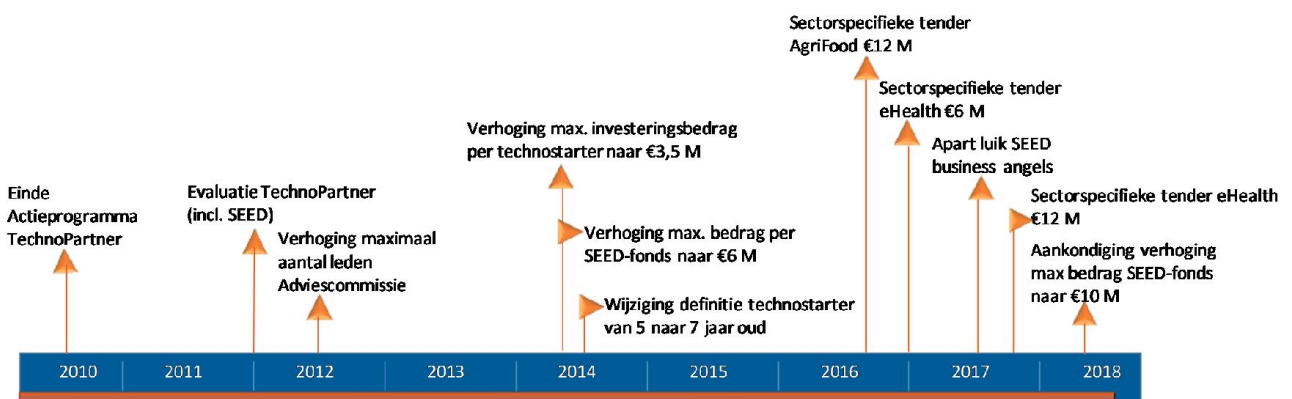 Einde
Actieprogramma
TechnoPartner
Evaluatie TechnoPartner
(incl. SEED)
Verhoging maximaal
aantal leden
Adviescommissie
Verhoging max. investeringsbedrag
per technostarter naar €3,5 M
Verhoging max. bedrag per
SEED-fonds naar €6 M
Wijziging definitie technostarter
van 5 naar 7 jaar oud
Sectorspecifieke tender
AgriFood €12 M
Sectorspecifieke tender
eHealth €6 M
Apart luik SEED
business angels
Sectorspecifieke tender eHealth
€12 M
Aankondiging verhoging
max bedrag SEED-fonds
naar €10 M
2010 2011 2012 2013 2014 2015 2016 2017 2018